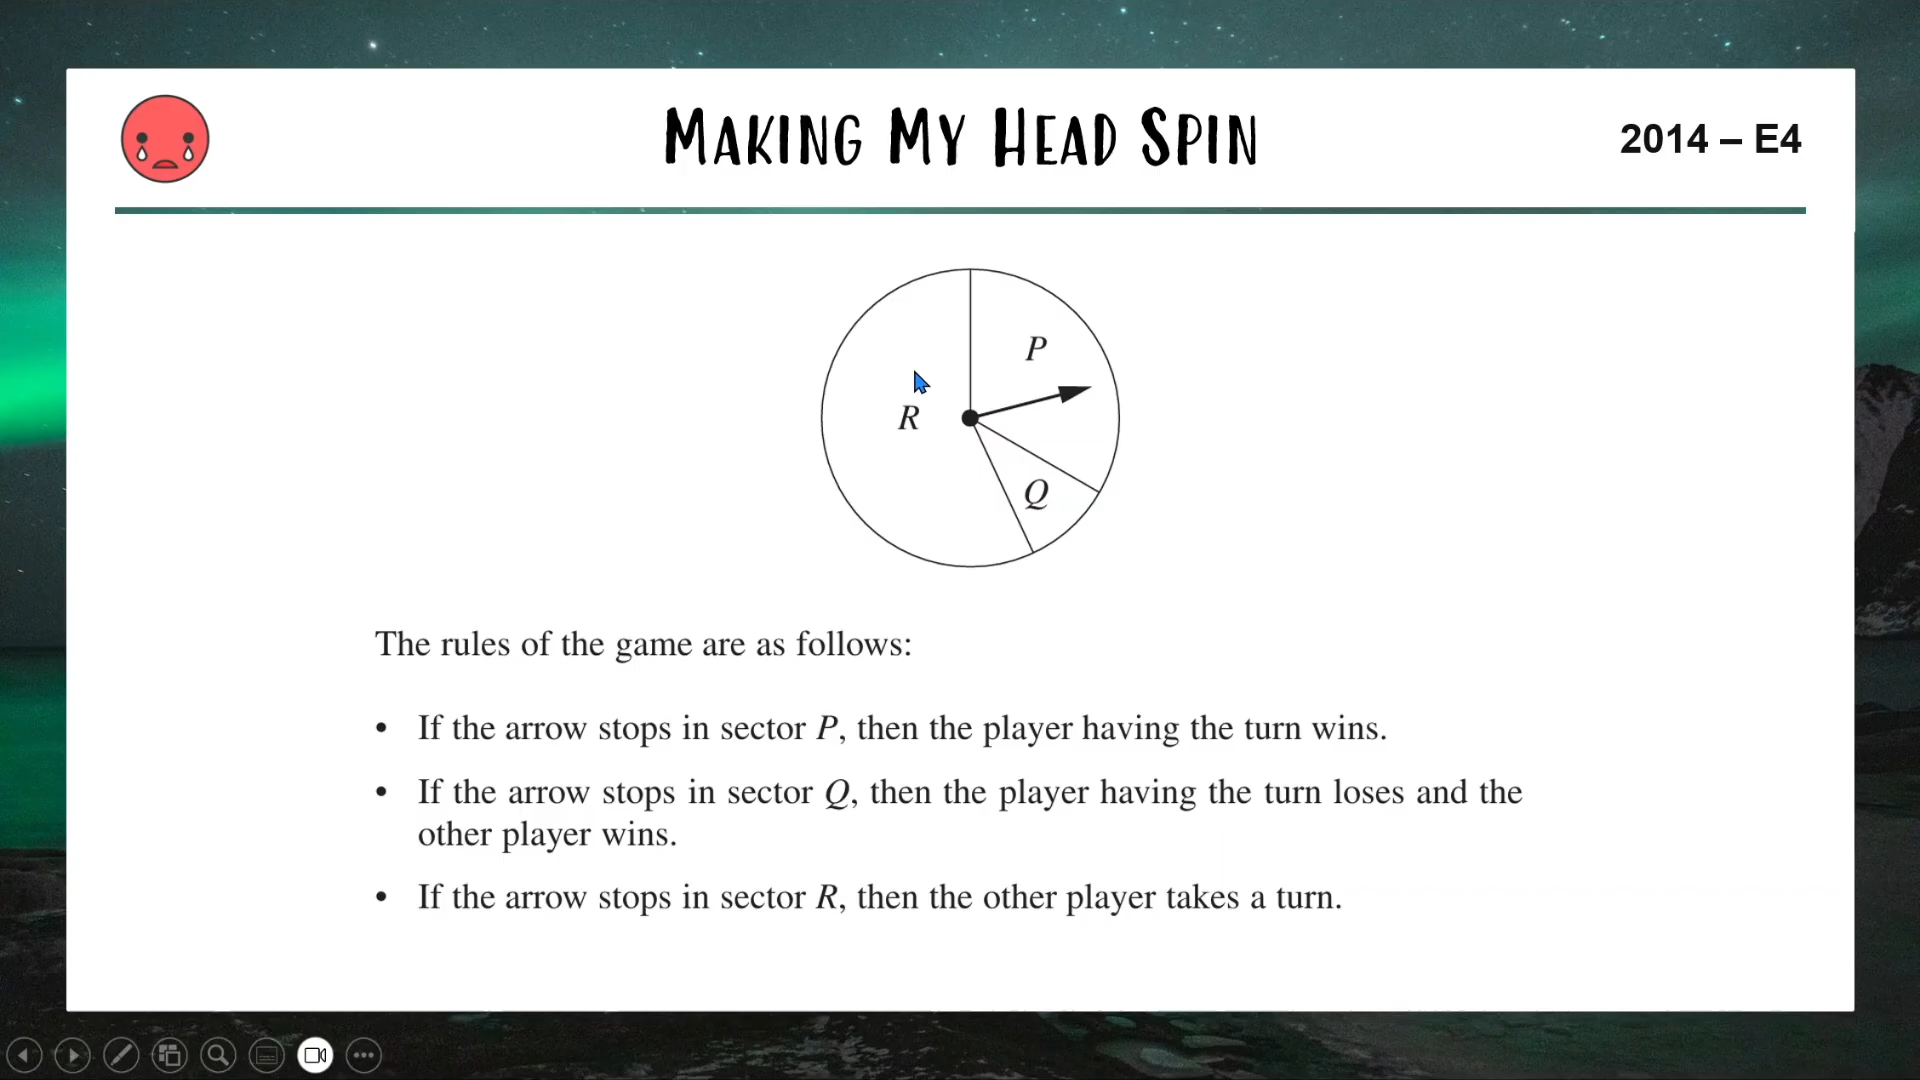 MAKING MY HEAD SPIN
2014 – E4
P
R
Q
The rules of the game are as follows:
• If the arrow stops in sector P, then the player having the turn wins.
• If the arrow stops in sector Q, then the player having the turn loses and the
other player wins.
• If the arrow stops in sector R, then the other player takes a turn.